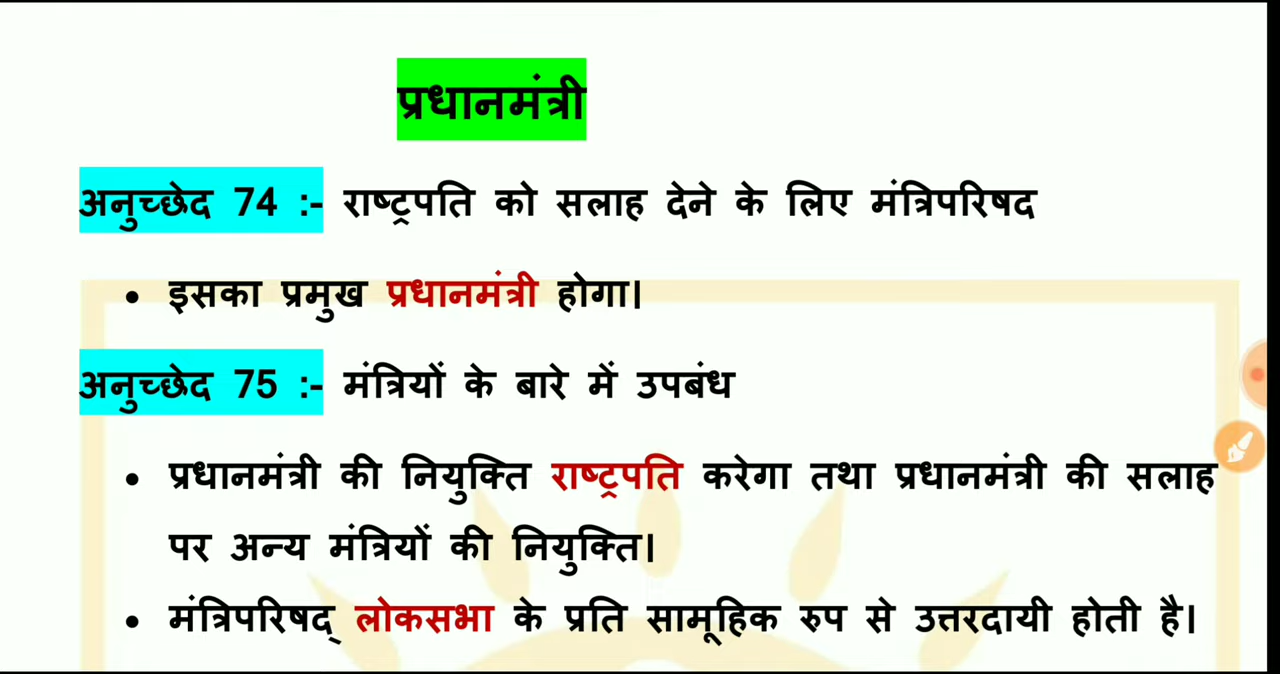 प्रधानमंत्री
अनुच्छेद 74 :- राष्ट्रपति को सलाह देने के लिए मंत्रिपरिषद
• इसका प्रमुख प्रधानमंत्री होगा।
अनुच्छेद 75 :- मंत्रियों के बारे में उपबंध
• प्रधानमंत्री की नियुक्ति राष्ट्रपति करेगा तथा प्रधानमंत्री की सलाह
पर अन्य मंत्रियों की नियुक्ति।
• मंत्रिपरिषद् लोकसभा के प्रति सामूहिक रुप से उत्तरदायी होती है।